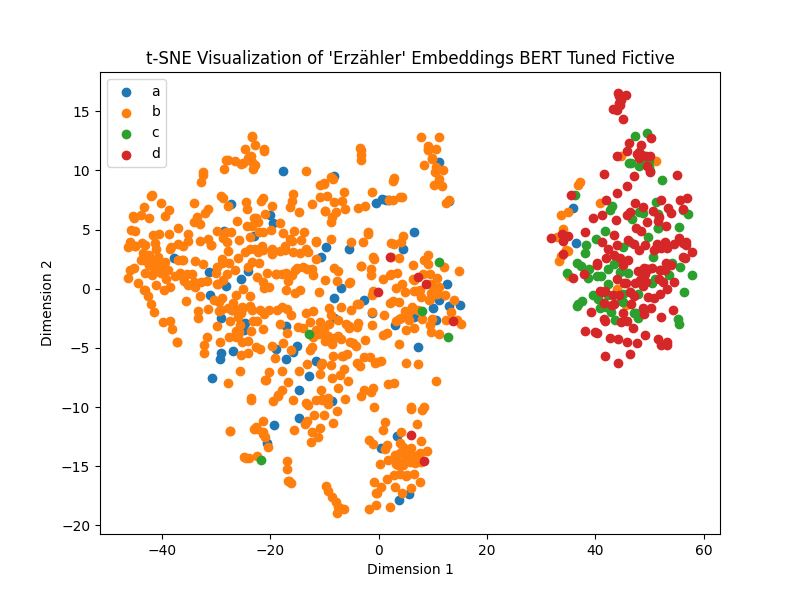 t-SNE Visualization of 'Erzähler' Embeddings BERT Tuned Fictive
a
b
c
d
15
10
5
0
−5
−10
−15
−20
Dimension 2
−40
−20
0
20
40
60
Dimension 1